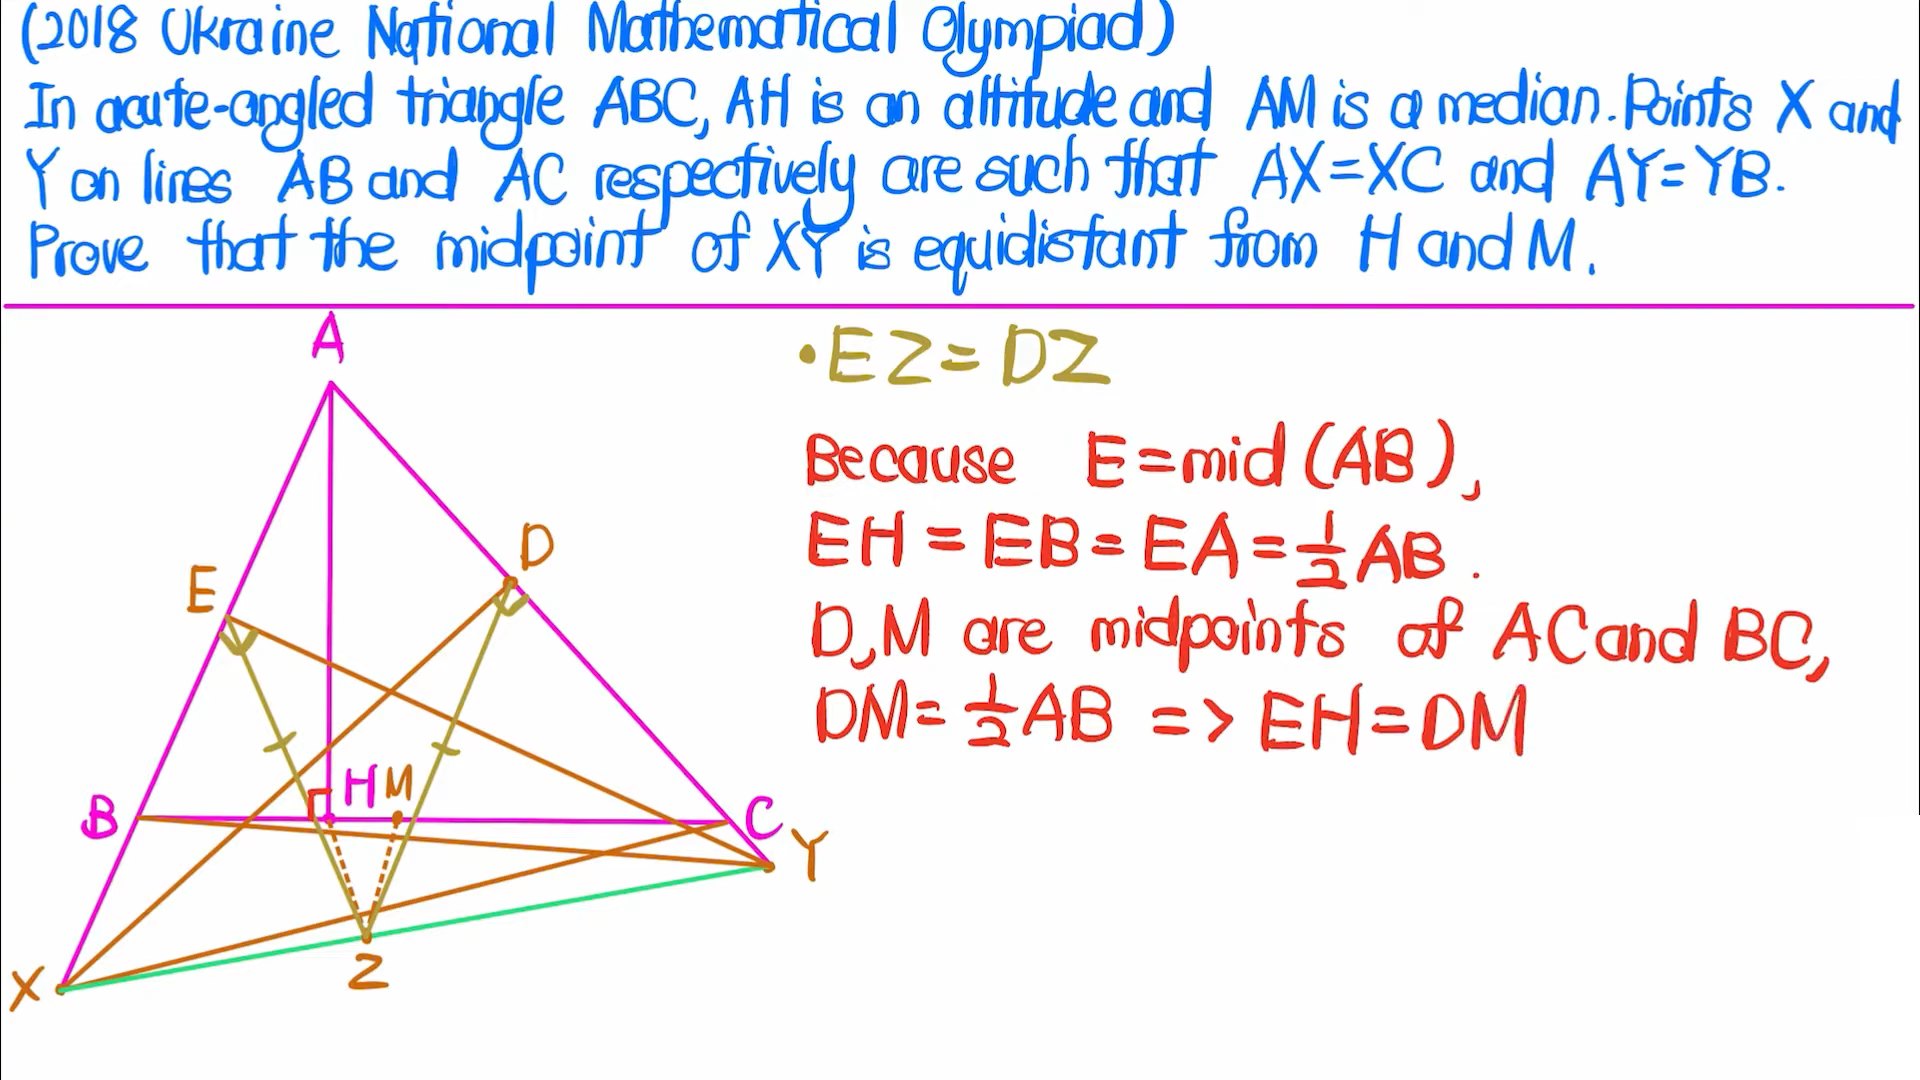 (2018 Ukraine National Mathematical Olympiad)
In acute-angled triangle ABC, AH is an altitude and AM is a median. Points X and
Y on lines AB and AC respectively are such that AX=XC and AY=YB.
Prove that the midpoint of XY is equidistant from H and M.
A
• EZ=DZ
Because E=mid(AB),
EH=EB=EA=½AB.
D
E
D,M are midpoints of AC and BC,
DM=½AB => EH=DM
H M
B
C
Y
X
Z